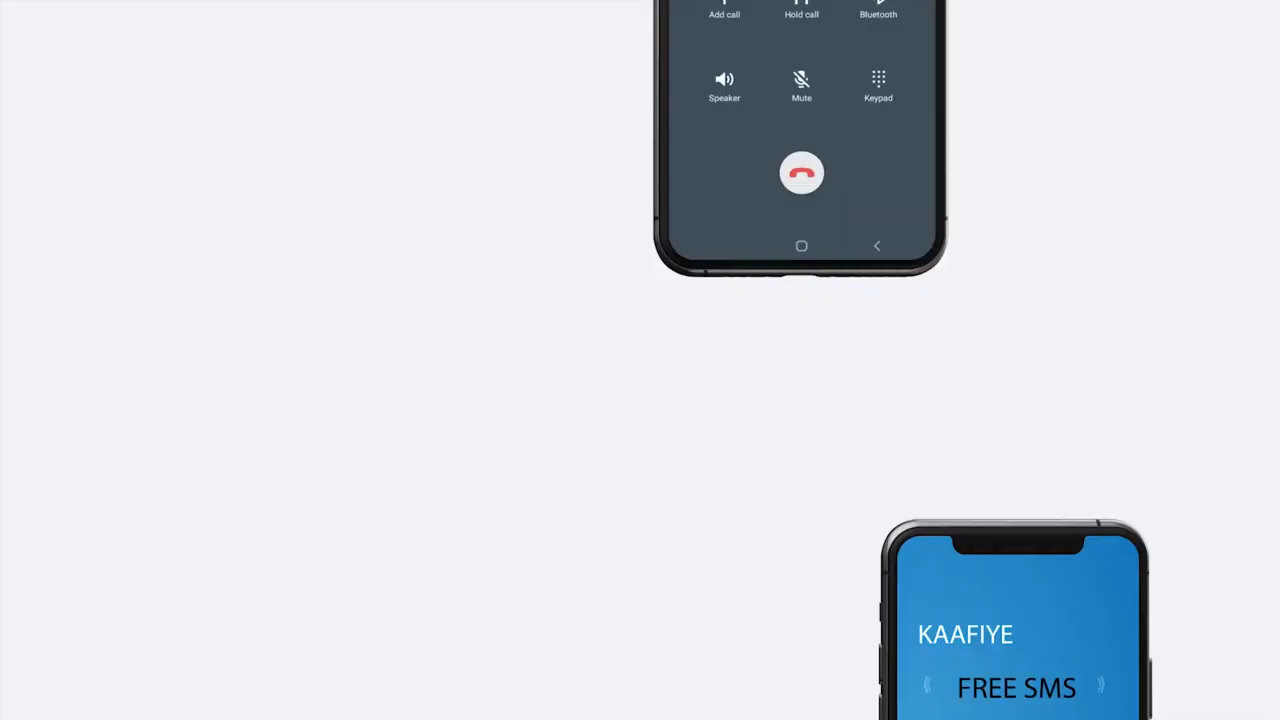 Add call Hold call Bluetooth
Speaker Mute Keypad
KAAFIYE
FREE SMS